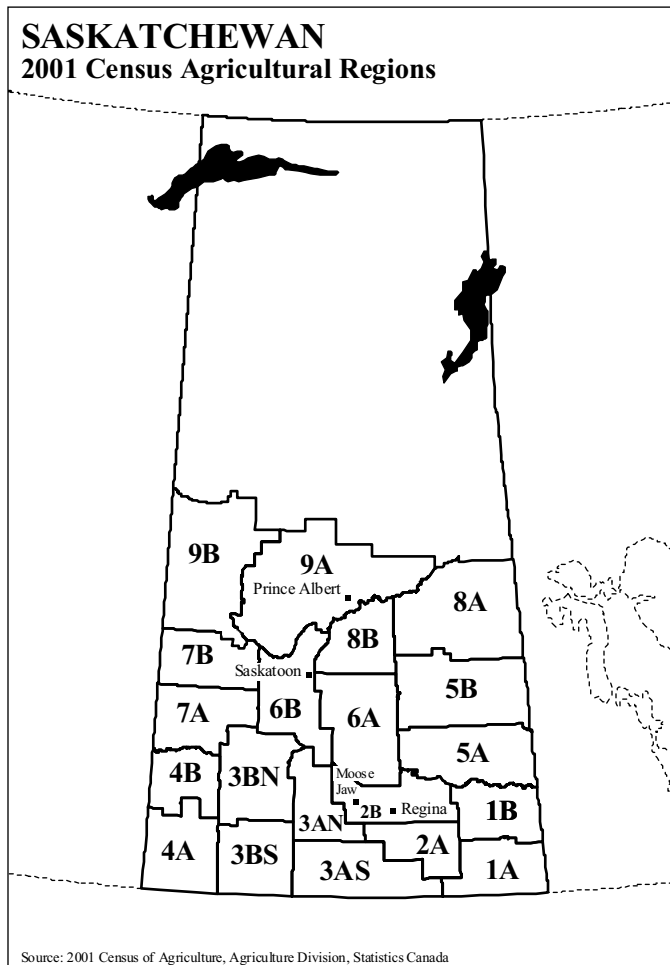 SASKATCHEWAN
2001 Census Agricultural Regions
9B
9A
Prince Albert
8A
8B
7B
Saskatoon
5B
6B
6A
7A
5A
4B
3BN
Moose
Jaw
2B
Regina
1B
3AN
2A
4A
3BS
3AS
1A
Source: 2001 Census of Agriculture, Agriculture Division, Statistics Canada